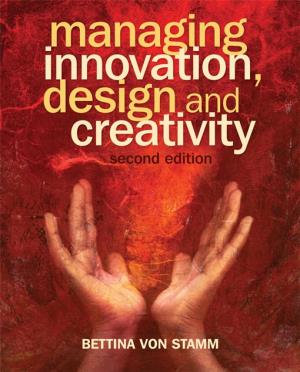 managing
innovation,
design and
creativity
second edition
BETTINA VON STAMM